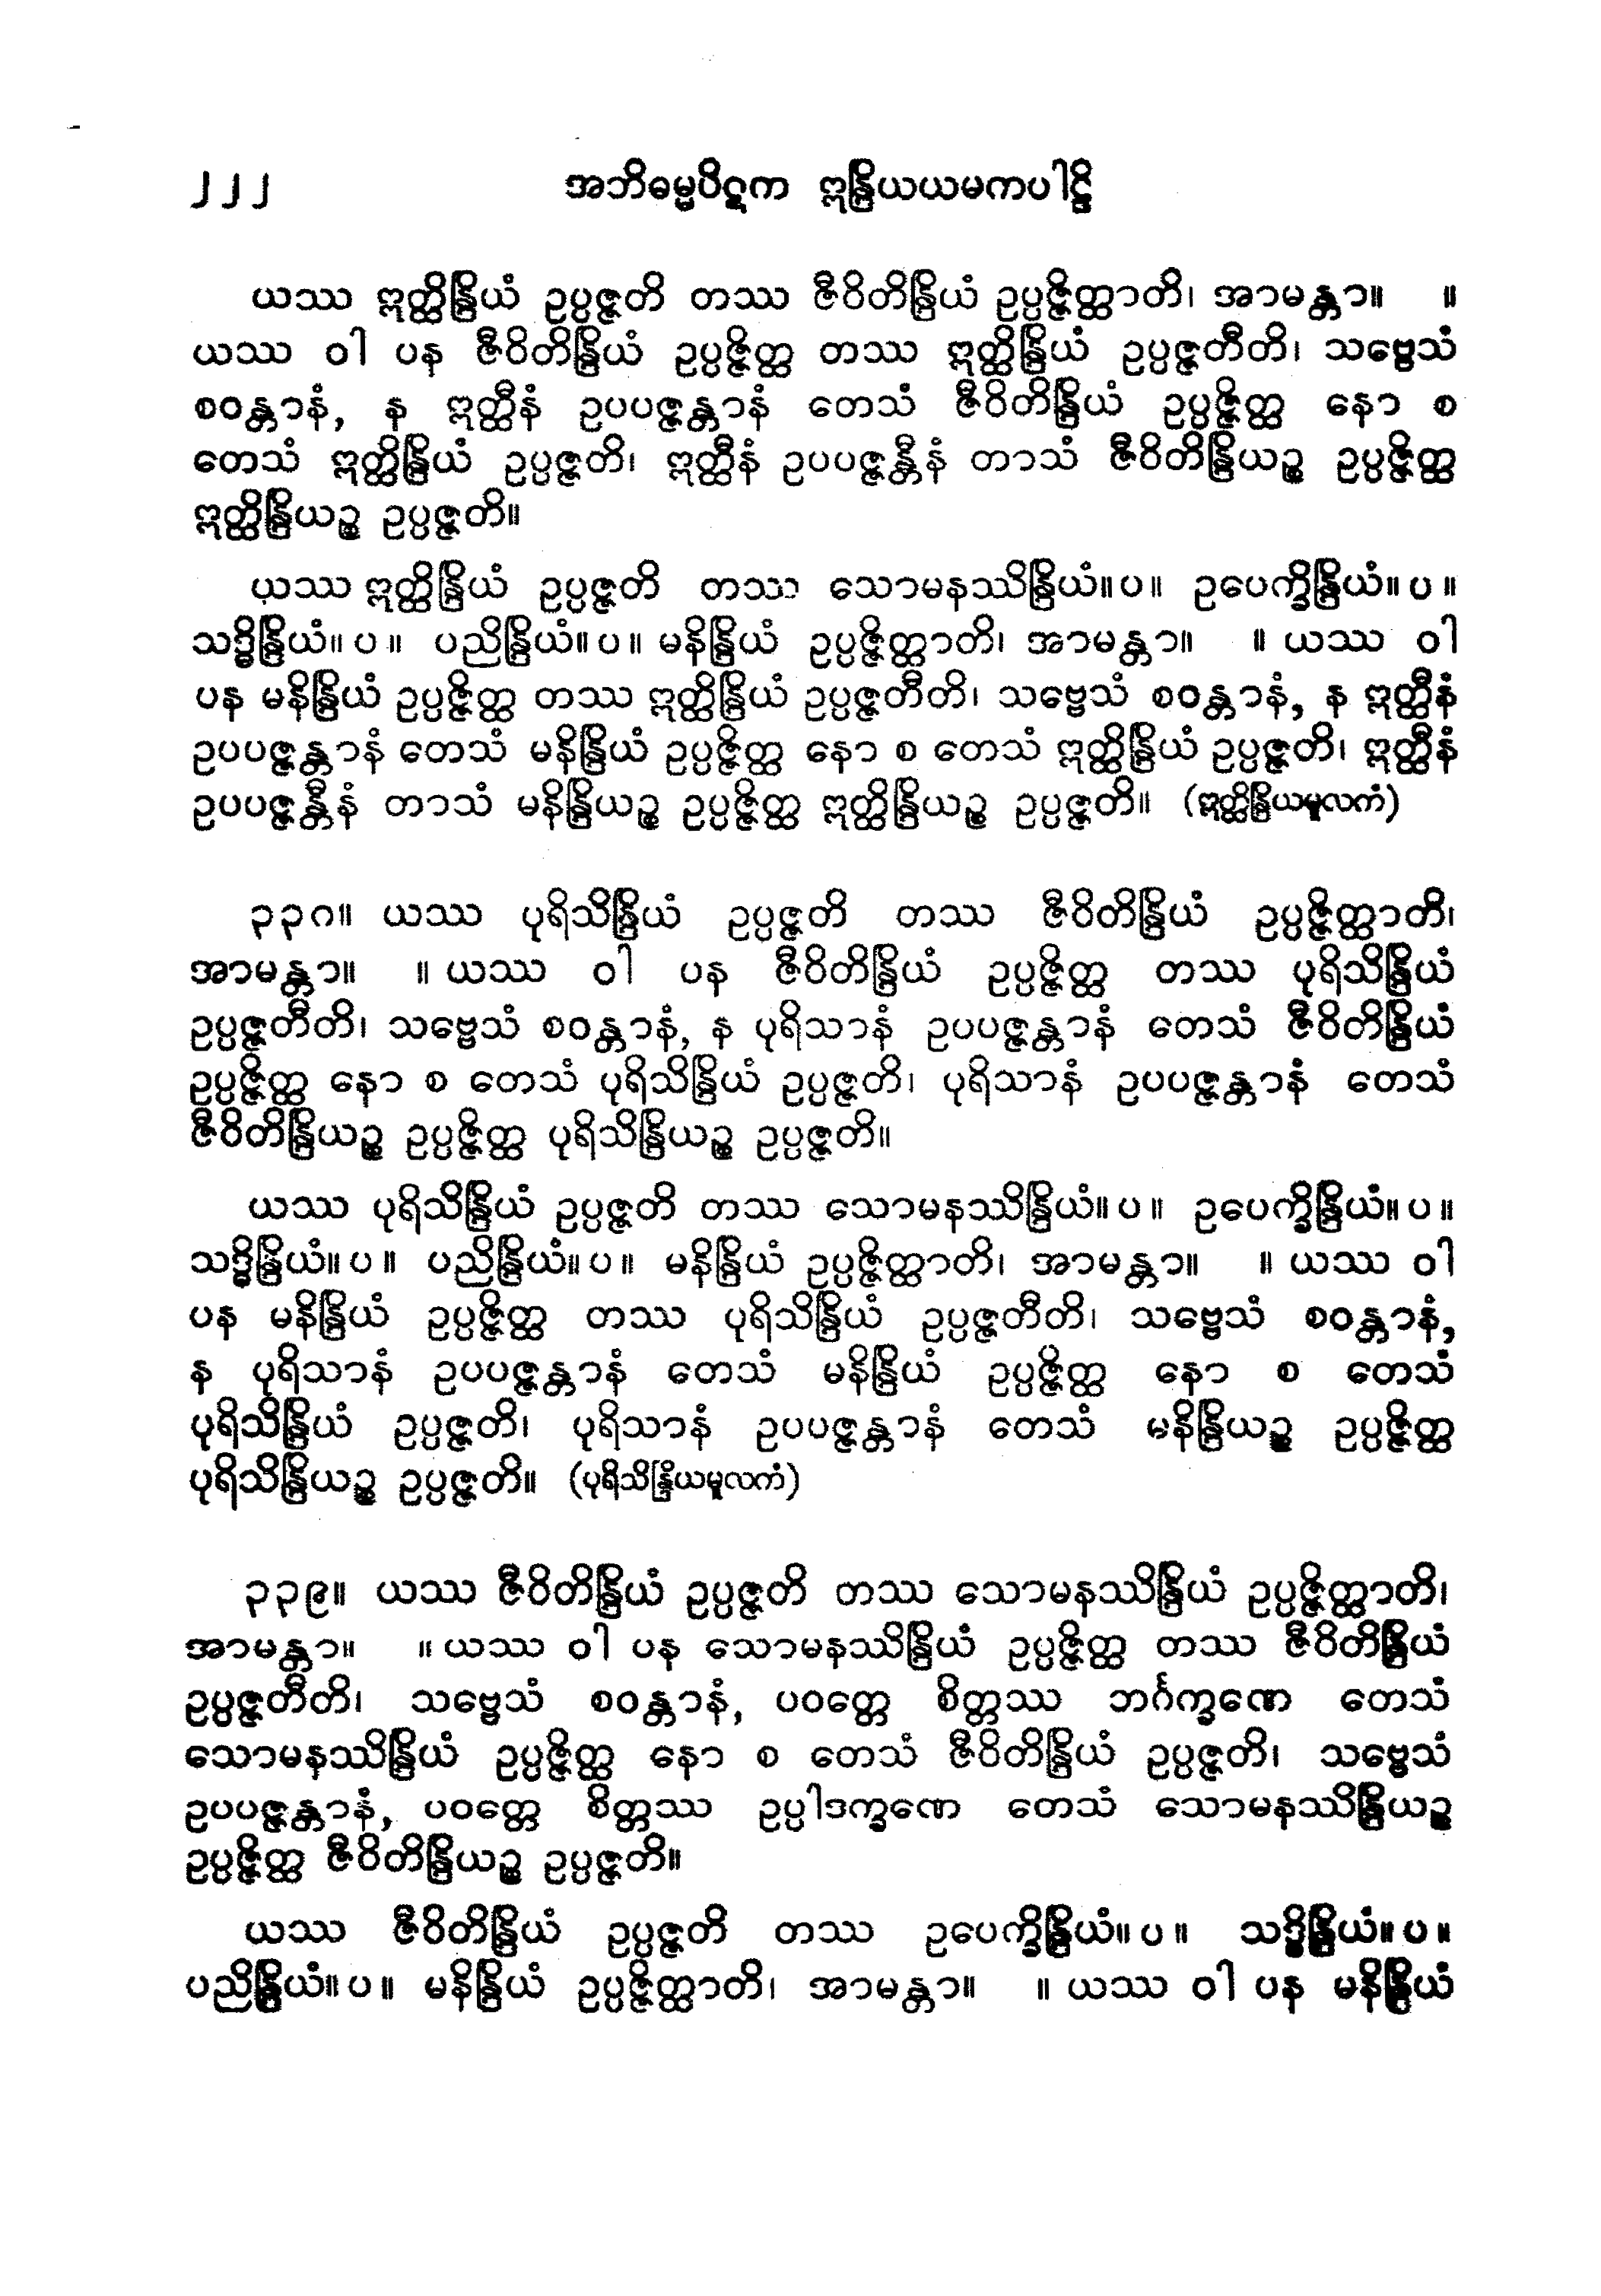 ၂၂၂ အဘိဓမ္မပိဋက ဣန္ဒြိယယမကပါဠိ
ယဿ ဣတ္ထိန္ဒြိယံ ဥပ္ပဇ္ဇတိ တဿ ဇီဝိတိန္ဒြိယံ ဥပ္ပဇ္ဇိတ္ထာတိ၊ အာမန္တာ။ ။
ယဿ ဝါ ပန ဇီဝိတိန္ဒြိယံ ဥပ္ပဇ္ဇိတ္ထ တဿ ဣတ္ထိန္ဒြိယံ ဥပ္ပဇ္ဇတီတိ၊ သဗ္ဗေသံ
စဝန္တာနံ, န ဣတ္ထီနံ ဥပပဇ္ဇန္တာနံ တေသံ ဇီဝိတိန္ဒြိယံ ဥပ္ပဇ္ဇိတ္ထ နော စ
တေသံ ဣတ္ထိန္ဒြိယံ ဥပ္ပဇ္ဇတိ၊ ဣတ္ထီနံ ဥပပဇ္ဇန္တီနံ တာသံ ဇီဝိတိန္ဒြိယဉ္စ ဥပ္ပဇ္ဇိတ္ထ
ဣတ္ထိန္ဒြိယဉ္စ ဥပ္ပဇ္ဇတိ။
ယဿ ဣတ္ထိန္ဒြိယံ ဥပ္ပဇ္ဇတိ တဿ သောမနဿိန္ဒြိယံ။ပ။ ဥပေက္ခိန္ဒြိယံ။ပ။
သဒ္ဓိန္ဒြိယံ။ပ။ ပညိန္ဒြိယံ။ပ။ မနိန္ဒြိယံ ဥပ္ပဇ္ဇိတ္ထာတိ၊ အာမန္တာ။ ။ ယဿ ဝါ
ပန မနိန္ဒြိယံ ဥပ္ပဇ္ဇိတ္ထ တဿ ဣတ္ထိန္ဒြိယံ ဥပ္ပဇ္ဇတီတိ၊ သဗ္ဗေသံ စဝန္တာနံ, န ဣတ္ထီနံ
ဥပပဇ္ဇန္တာနံ တေသံ မနိန္ဒြိယံ ဥပ္ပဇ္ဇိတ္ထ နော စ တေသံ ဣတ္ထိန္ဒြိယံ ဥပ္ပဇ္ဇတိ၊ ဣတ္ထီနံ
ဥပပဇ္ဇန္တီနံ တာသံ မနိန္ဒြိယဉ္စ ဥပ္ပဇ္ဇိတ္ထ ဣတ္ထိန္ဒြိယဉ္စ ဥပ္ပဇ္ဇတိ။ (ဣတ္ထိန္ဒြိယမူလကံ)
၃၃၈။ ယဿ ပုရိသိန္ဒြိယံ ဥပ္ပဇ္ဇတိ တဿ ဇီဝိတိန္ဒြိယံ ဥပ္ပဇ္ဇိတ္ထာတိ၊
အာမန္တာ။ ။ ယဿ ဝါ ပန ဇီဝိတိန္ဒြိယံ ဥပ္ပဇ္ဇိတ္ထ တဿ ပုရိသိန္ဒြိယံ
ဥပ္ပဇ္ဇတီတိ၊ သဗ္ဗေသံ စဝန္တာနံ, န ပုရိသာနံ ဥပပဇ္ဇန္တာနံ တေသံ ဇီဝိတိန္ဒြိယံ
ဥပ္ပဇ္ဇိတ္ထ နော စ တေသံ ပုရိသိန္ဒြိယံ ဥပ္ပဇ္ဇတိ၊ ပုရိသာနံ ဥပပဇ္ဇန္တာနံ တေသံ
ဇီဝိတိန္ဒြိယဉ္စ ဥပ္ပဇ္ဇိတ္ထ ပုရိသိန္ဒြိယဉ္စ ဥပ္ပဇ္ဇတိ။
ယဿ ပုရိသိန္ဒြိယံ ဥပ္ပဇ္ဇတိ တဿ သောမနဿိန္ဒြိယံ။ပ။ ဥပေက္ခိန္ဒြိယံ။ပ။
သဒ္ဓိန္ဒြိယံ။ပ။ ပညိန္ဒြိယံ။ပ။ မနိန္ဒြိယံ ဥပ္ပဇ္ဇိတ္ထာတိ၊ အာမန္တာ။ ။ ယဿ ဝါ
ပန မနိန္ဒြိယံ ဥပ္ပဇ္ဇိတ္ထ တဿ ပုရိသိန္ဒြိယံ ဥပ္ပဇ္ဇတီတိ၊ သဗ္ဗေသံ စဝန္တာနံ,
န ပုရိသာနံ ဥပပဇ္ဇန္တာနံ တေသံ မနိန္ဒြိယံ ဥပ္ပဇ္ဇိတ္ထ နော စ တေသံ
ပုရိသိန္ဒြိယံ ဥပ္ပဇ္ဇတိ၊ ပုရိသာနံ ဥပပဇ္ဇန္တာနံ တေသံ မနိန္ဒြိယဉ္စ ဥပ္ပဇ္ဇိတ္ထ
ပုရိသိန္ဒြိယဉ္စ ဥပ္ပဇ္ဇတိ။ (ပုရိသိန္ဒြိယမူလကံ)
၃၃၉။ ယဿ ဇီဝိတိန္ဒြိယံ ဥပ္ပဇ္ဇတိ တဿ သောမနဿိန္ဒြိယံ ဥပ္ပဇ္ဇိတ္ထာတိ၊
အာမန္တာ။ ။ ယဿ ဝါ ပန သောမနဿိန္ဒြိယံ ဥပ္ပဇ္ဇိတ္ထ တဿ ဇီဝိတိန္ဒြိယံ
ဥပ္ပဇ္ဇတီတိ၊ သဗ္ဗေသံ စဝန္တာနံ, ပဝတ္တေ စိတ္တဿ ဘင်္ဂက္ခဏေ တေသံ
သောမနဿိန္ဒြိယံ ဥပ္ပဇ္ဇိတ္ထ နော စ တေသံ ဇီဝိတိန္ဒြိယံ ဥပ္ပဇ္ဇတိ၊ သဗ္ဗေသံ
ဥပပဇ္ဇန္တာနံ, ပဝတ္တေ စိတ္တဿ ဥပ္ပါဒက္ခဏေ တေသံ သောမနဿိန္ဒြိယဉ္စ
ဥပ္ပဇ္ဇိတ္ထ ဇီဝိတိန္ဒြိယဉ္စ ဥပ္ပဇ္ဇတိ။
ယဿ ဇီဝိတိန္ဒြိယံ ဥပ္ပဇ္ဇတိ တဿ ဥပေက္ခိန္ဒြိယံ။ပ။ သဒ္ဓိန္ဒြိယံ။ပ။
ပညိန္ဒြိယံ။ပ။ မနိန္ဒြိယံ ဥပ္ပဇ္ဇိတ္ထာတိ၊ အာမန္တာ။ ။ ယဿ ဝါ ပန မနိန္ဒြိယံ